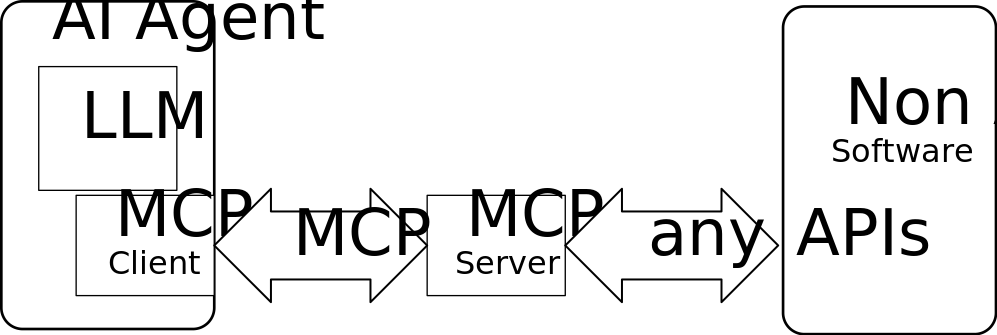 AI Agent
LLM
MCP
Client
MCP
MCP
Server
any APIs
Non
Software